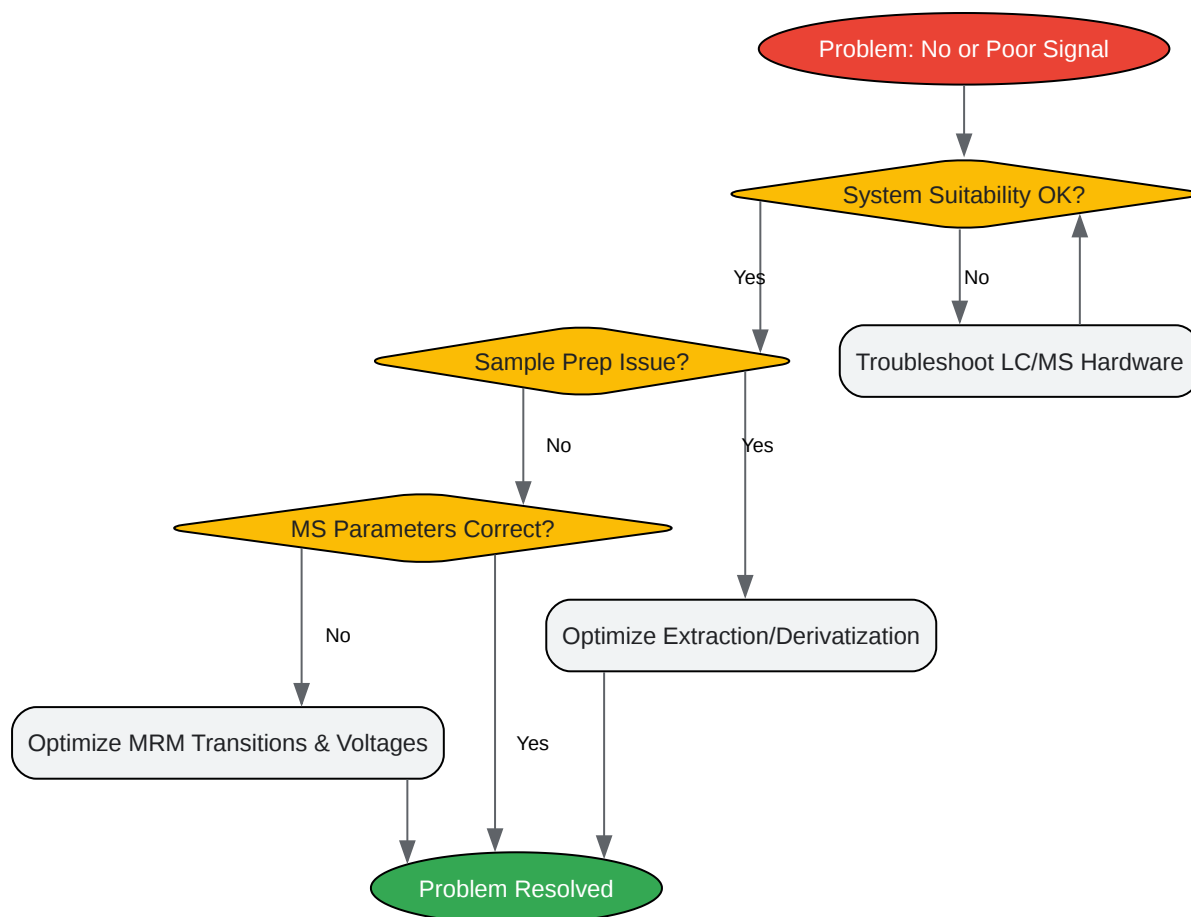 Problem: No or Poor Signal
System Suitability OK?
Yes
No
Sample Prep Issue?
Troubleshoot LC/MS Hardware
No
Yes
MS Parameters Correct?
No
Optimize Extraction/Derivatization
Optimize MRM Transitions & Voltages
Yes
Problem Resolved